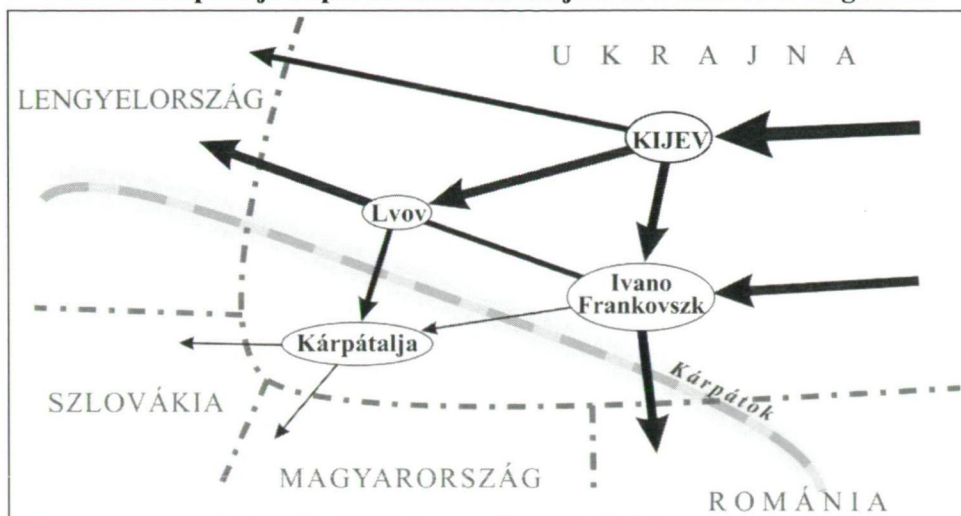 U K R A J N A
LENGYELORSZÁG
KIJEV
Lvov
Ivano
Frankovszk
Kárpátalja
Kárpátok
SZLOVÁKIA
MAGYARORSZÁG
ROMÁNIA